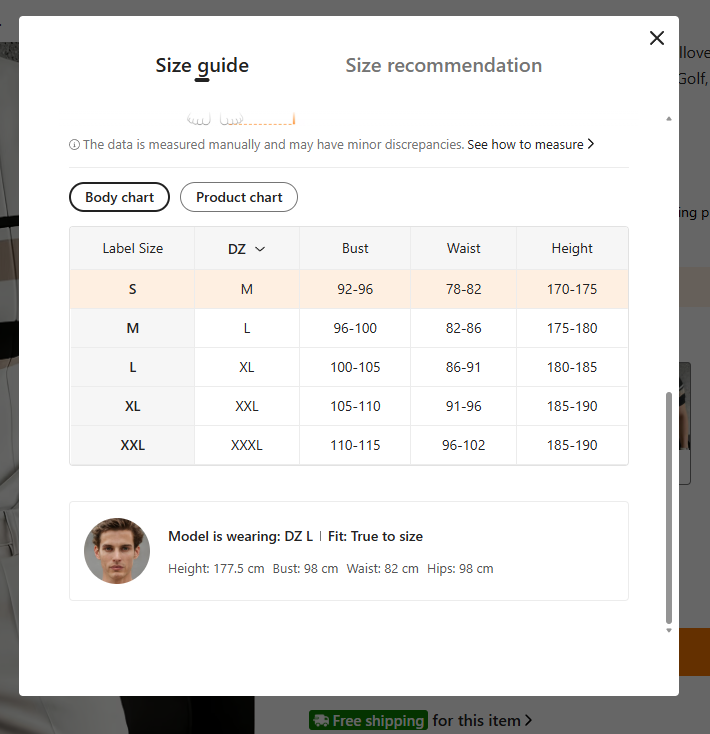 Size guide
Size recommendation
The data is measured manually and may have minor discrepancies. See how to measure
Body chart
Product chart
Label Size DZ Bust Waist Height
S M 92-96 78-82 170-175
M L 96-100 82-86 175-180
L XL 100-105 86-91 180-185
XL XXL 105-110 91-96 185-190
XXL XXXL 110-115 96-102 185-190
Model is wearing: DZ L | Fit: True to size
Height: 177.5 cm Bust: 98 cm Waist: 82 cm Hips: 98 cm
Golf,
Free shipping for this item